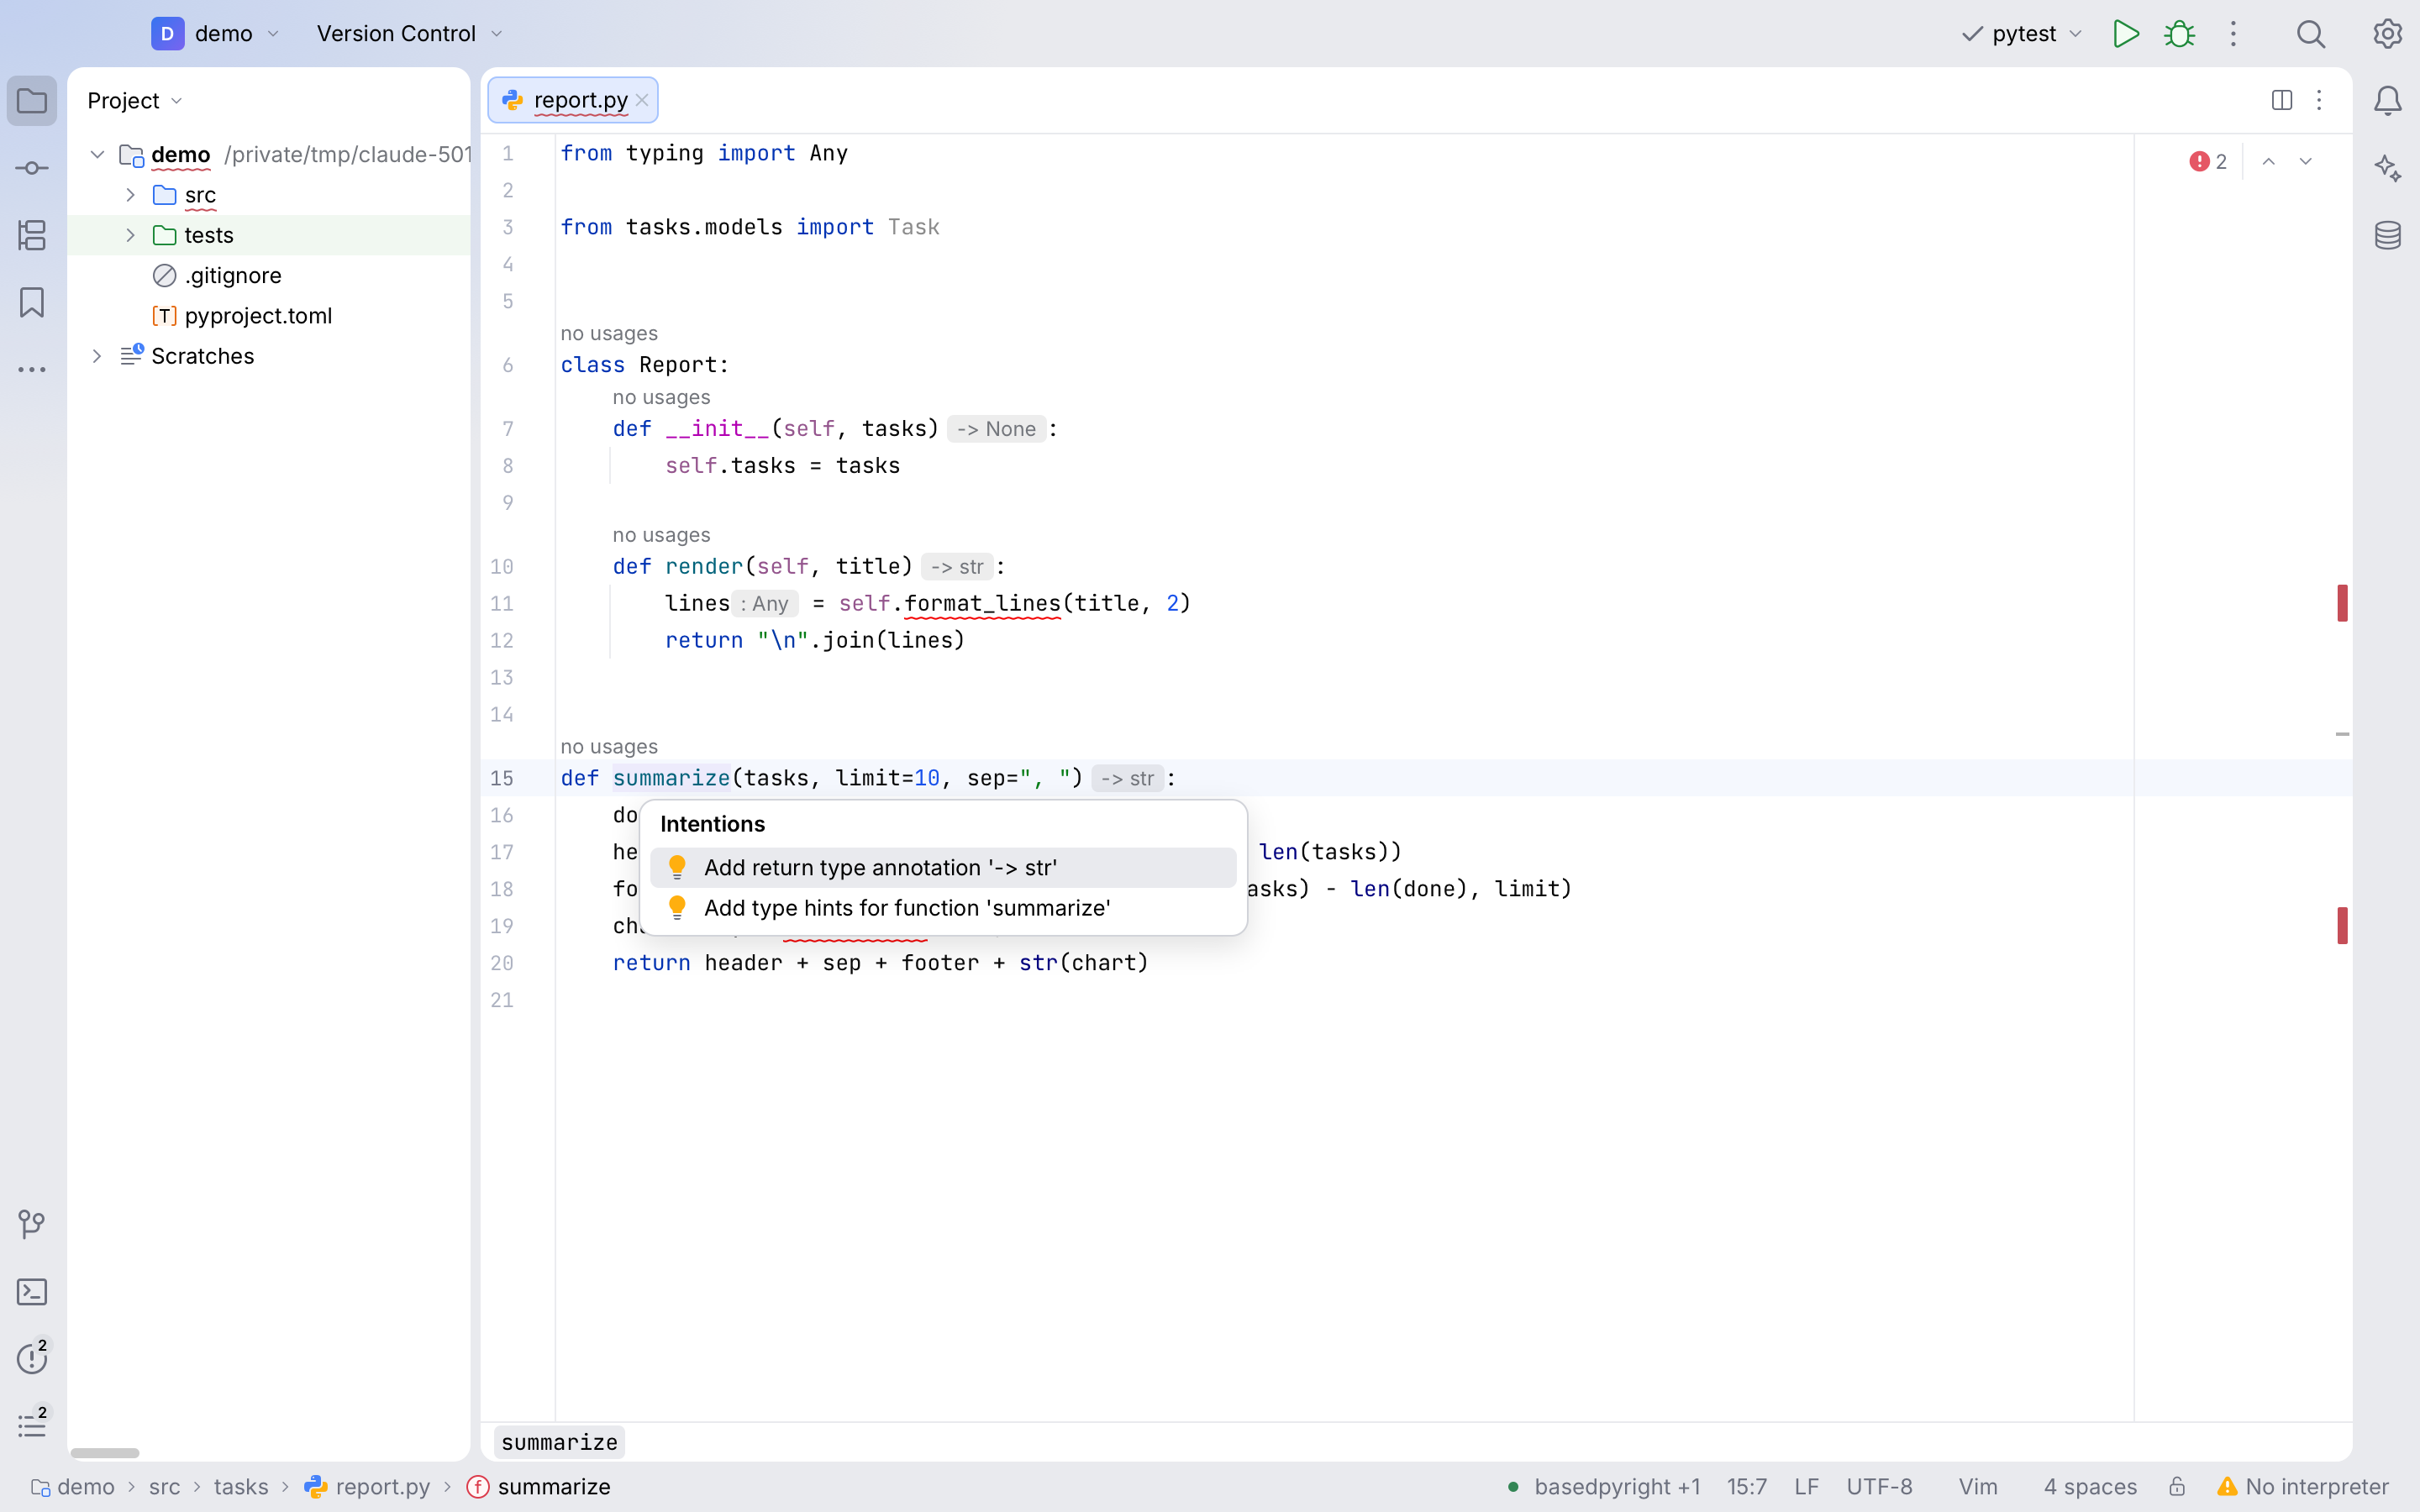 D demo Version Control pytest
Project
demo /private/tmp/claude-501
src
tests
.gitignore
[T] pyproject.toml
Scratches
report.py
2
1 from typing import Any
2
3 from tasks.models import Task
4
5
no usages
6 class Report:
no usages
7 def __init__(self, tasks) -> None :
8 self.tasks = tasks
9
no usages
10 def render(self, title) -> str :
11 lines : Any = self.format_lines(title, 2)
12 return "\n".join(lines)
13
14
no usages
15 def summarize(tasks, limit=10, sep=", ") -> str :
16 do
17 he len(tasks))
18 fo asks) - len(done), limit)
19 ch
20 return header + sep + footer + str(chart)
21
Intentions
Add return type annotation '-> str'
Add type hints for function 'summarize'
2
2
summarize
demo > src > tasks > report.py > f summarize
basedpyright +1 15:7 LF UTF-8 Vim 4 spaces No interpreter